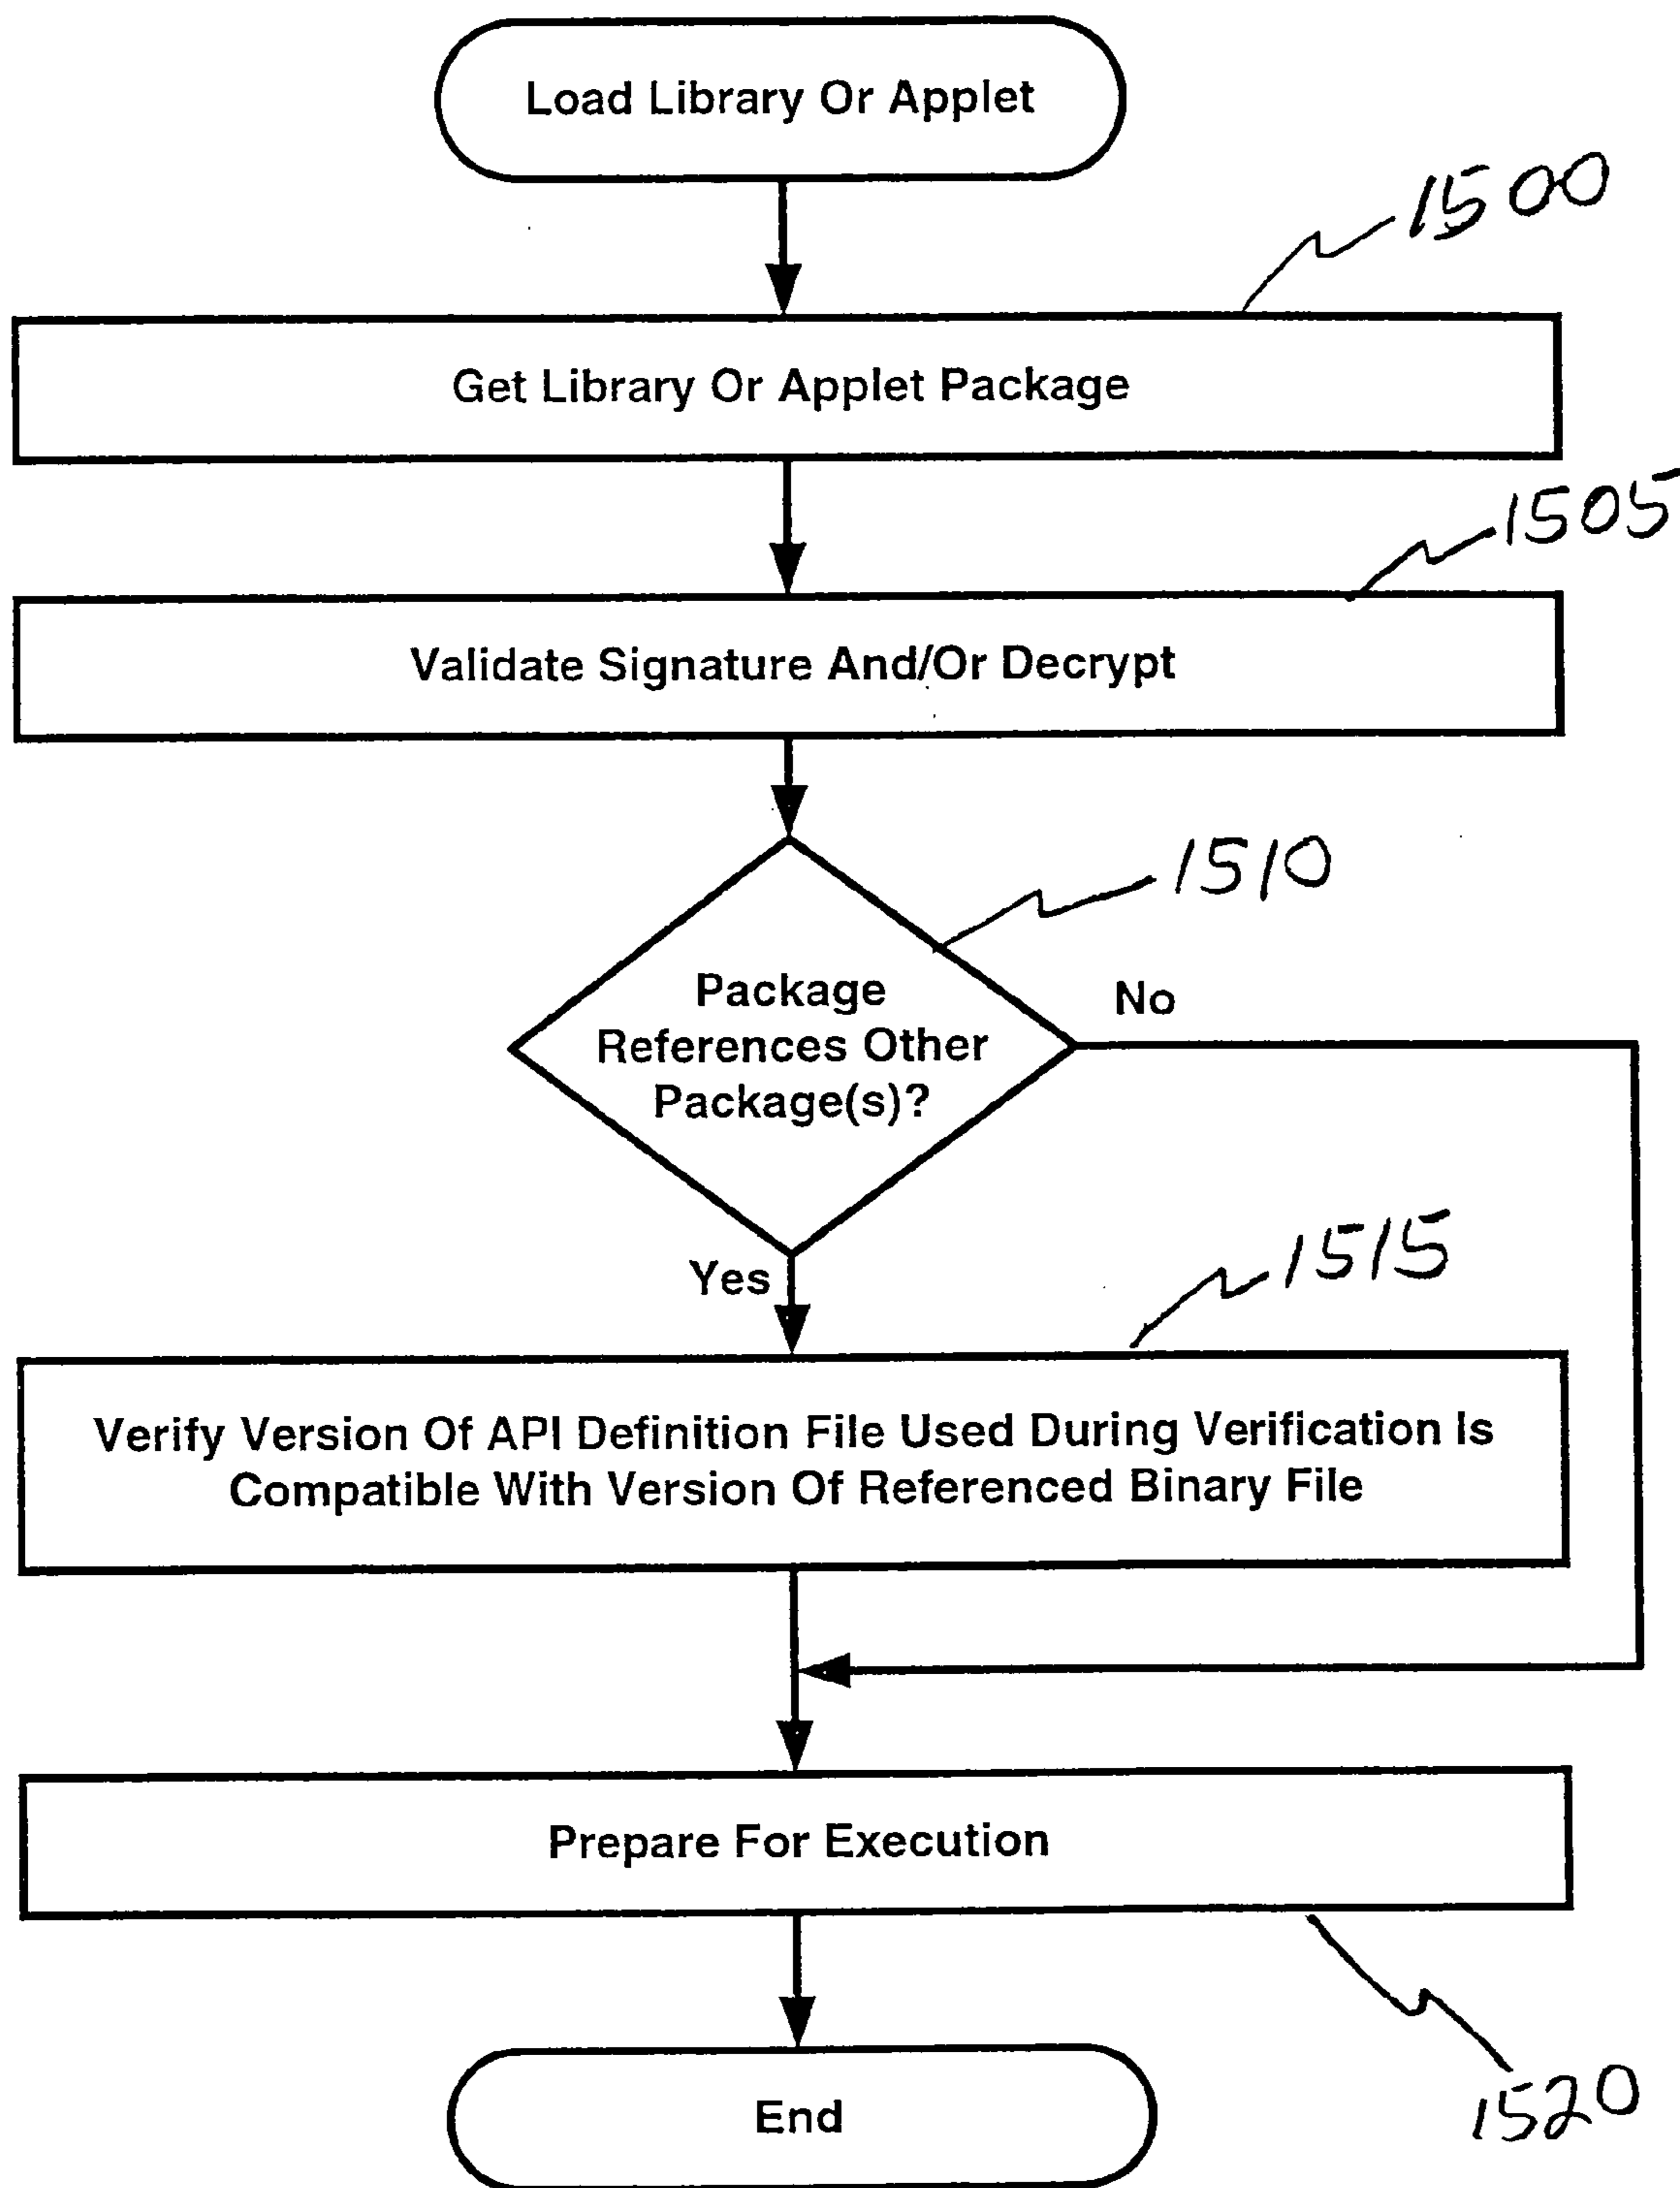 Load Library Or Applet
1500
Get Library Or Applet Package
1505
Validate Signature And/Or Decrypt
1510
Package
References Other
Package(s)?
No
Yes
1515
Verify Version Of API Definition File Used During Verification Is
Compatible With Version Of Referenced Binary File
Prepare For Execution
1520
End